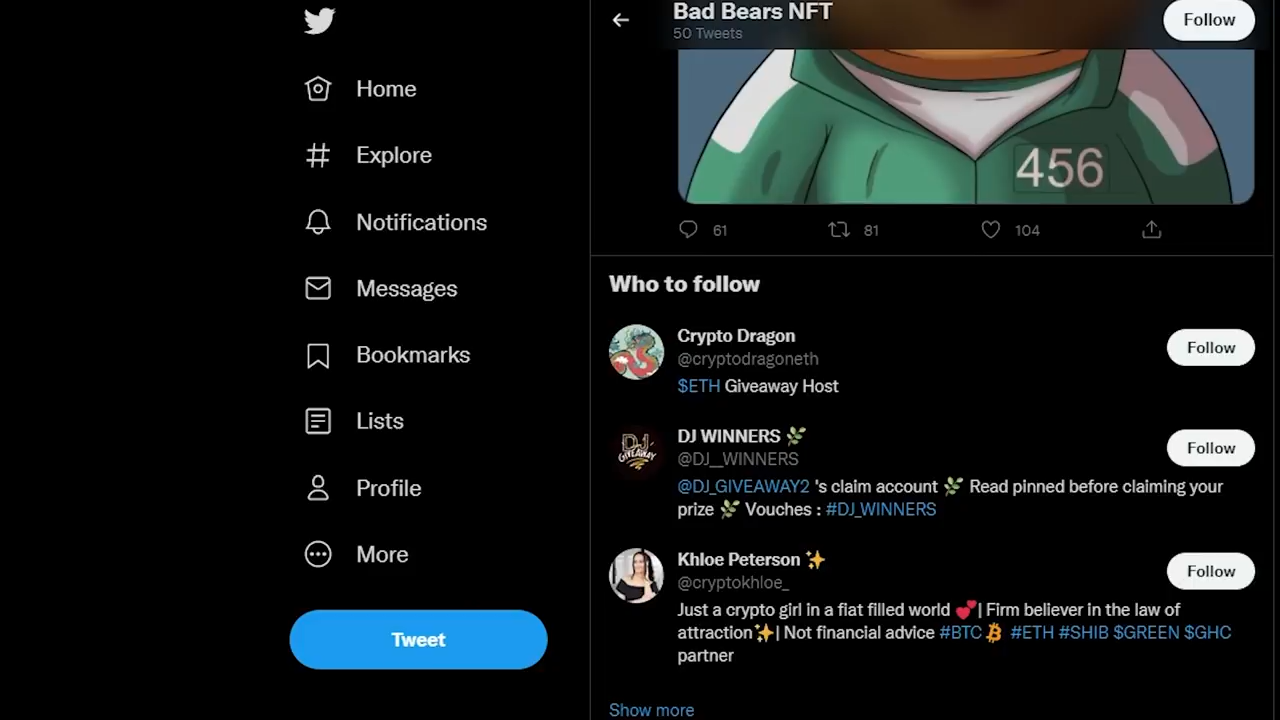 Home
Explore
Notifications
Messages
Bookmarks
Lists
Profile
More
Tweet
Bad Bears NFT
50 Tweets
Follow
456
61
81
104
Who to follow
Crypto Dragon
@cryptodragoneth
Follow
$ETH Giveaway Host
DJ GIVEAWAY
DJ WINNERS 🌿
@DJ__WINNERS
Follow
@DJ_GIVEAWAY2 's claim account 🌿 Read pinned before claiming your
prize 🌿 Vouches : #DJ_WINNERS
Khloe Peterson ✨
@cryptokhloe_
Follow
Just a crypto girl in a fiat filled world 💕| Firm believer in the law of
attraction✨| Not financial advice #BTC #ETH #SHIB $GREEN $GHC
partner
Show more